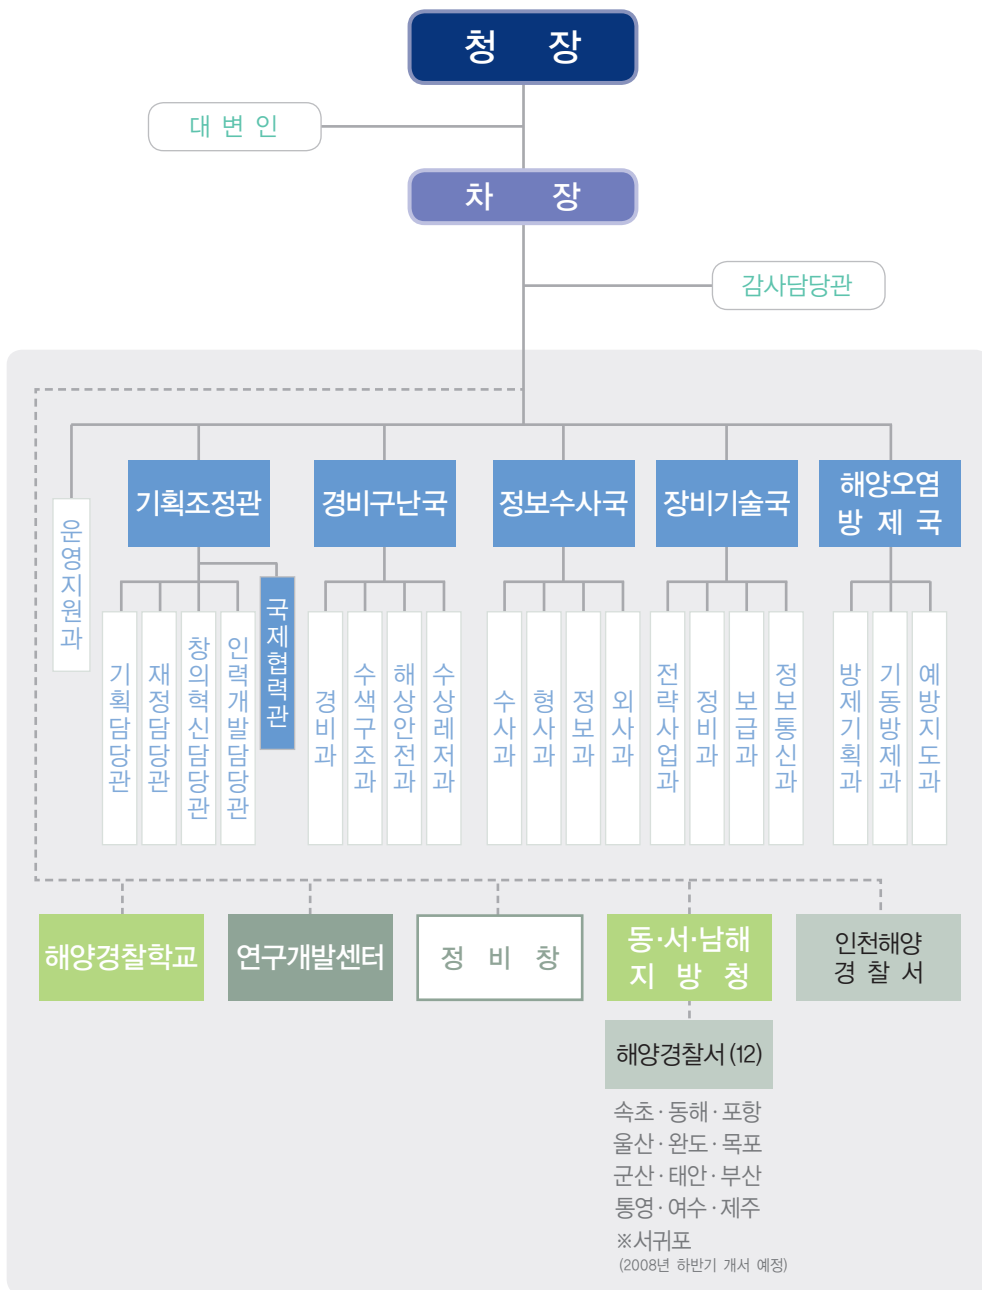 청 장
대 변 인
차 장
감사담당관
운영지원과
기획조정관
경비구난국
정보수사국
장비기술국
해양오염
방 제 국
국제협력관
기획담당관
재정담당관
창의혁신담당관
인력개발담당관
경비과
수색구조과
해상안전과
수상레저과
수사과
형사과
정보과
외사과
전략사업과
정비과
보급과
정보통신과
방제기획과
기동방제과
예방지도과
해양경찰학교
연구개발센터
정 비 창
동·서·남해
지 방 청
인천해양
경 찰 서
해양경찰서 (12)
속초 · 동해 · 포항
울산 · 완도 · 목포
군산 · 태안 · 부산
통영 · 여수 · 제주
※서귀포
(2008년 하반기 개서 예정)